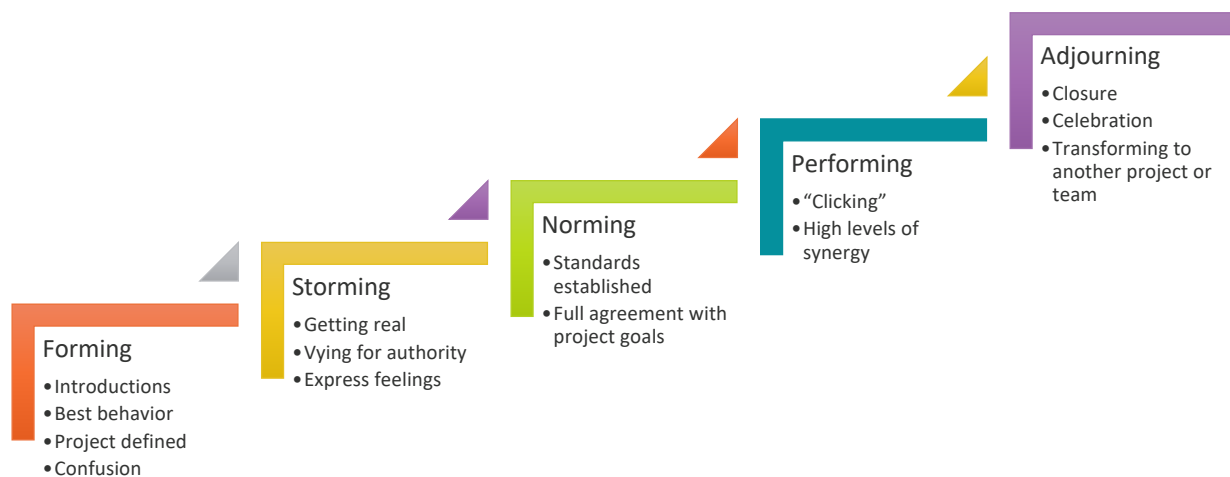 Forming
•Introductions
•Best behavior
•Project defined
•Confusion
Storming
•Getting real
•Vying for authority
•Express feelings
Norming
•Standards
established
•Full agreement with
project goals
Performing
•“Clicking”
•High levels of
synergy
Adjourning
•Closure
•Celebration
•Transforming to
another project or
team